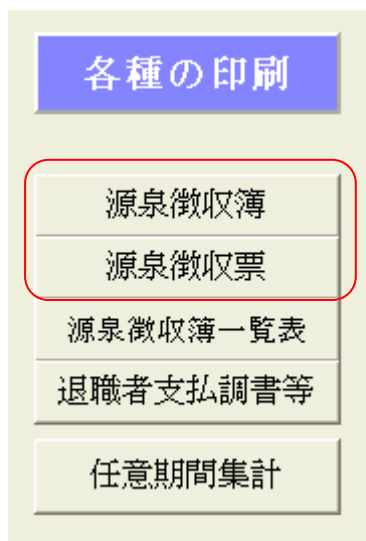 各種の印刷
源泉徴収簿
源泉徴収票
源泉徴収簿一覧表
退職者支払調書等
任意期間集計